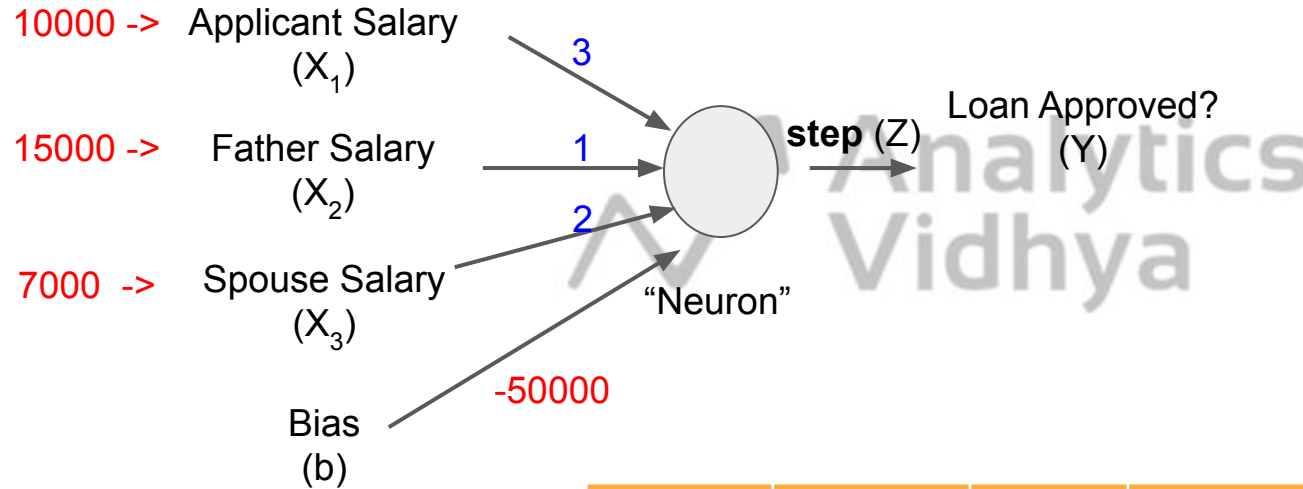 10000 -> Applicant Salary
(X1)
3
15000 -> Father Salary
(X2)
1
7000 -> Spouse Salary
(X3)
2
Bias
(b)
-50000
“Neuron”
step (Z)
Loan Approved?
(Y)
Analytics
Vidhya